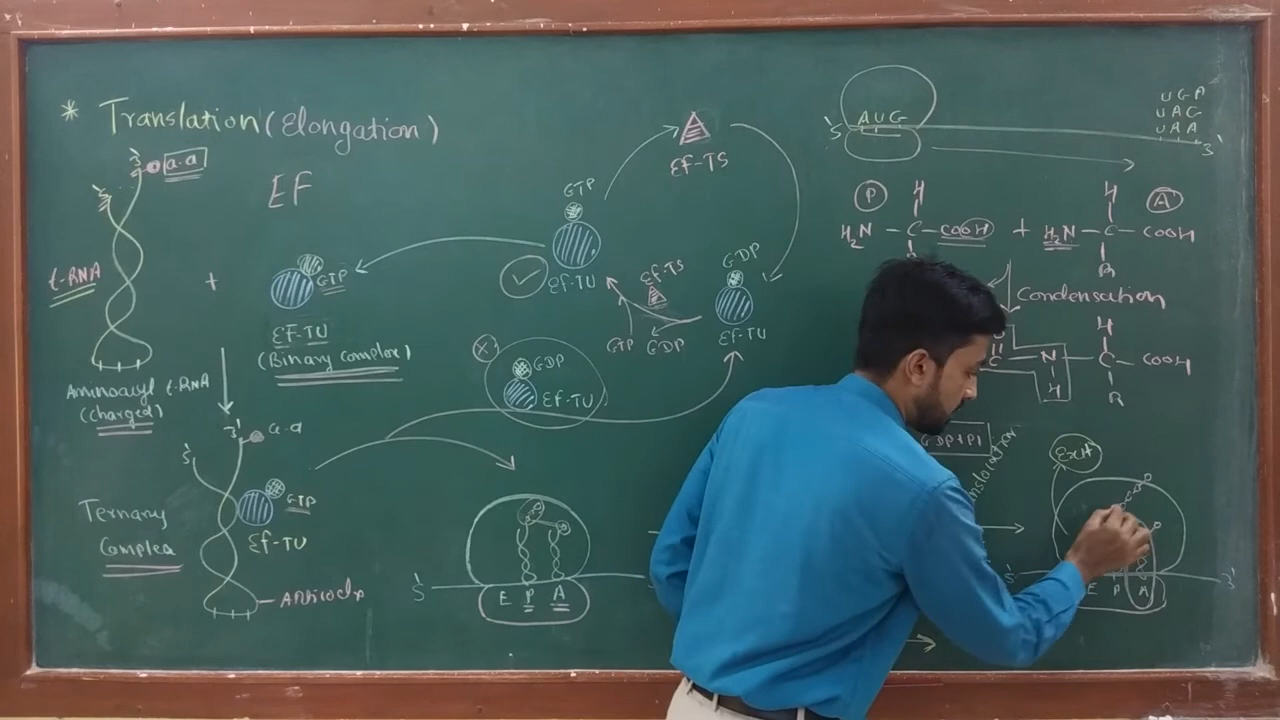 * Translation (Elongation)
3'
a.a
5'
EF
t-RNA
+
GTP
EF-TU
(Binary complex)
Aminoacyl t-RNA
(charged)
3'
a-a
5'
GTP
Ef-TU
Ternary
Complex
Anticodn
GTP
Ef-TU
Ef-TS
GDP
Ef-TU
Ef-TS
GTP
GDP
x
GDP
Ef-TU
5'
E P A
5'
AUG
UGA
UAG
UAA
3'
P
A
H
H
H₂N - C - COOH + H₂N - C - COOH
R
Condensation
H
N - C - COOH
H
R
GDP+Pi
Exit
5'
E P A
3'